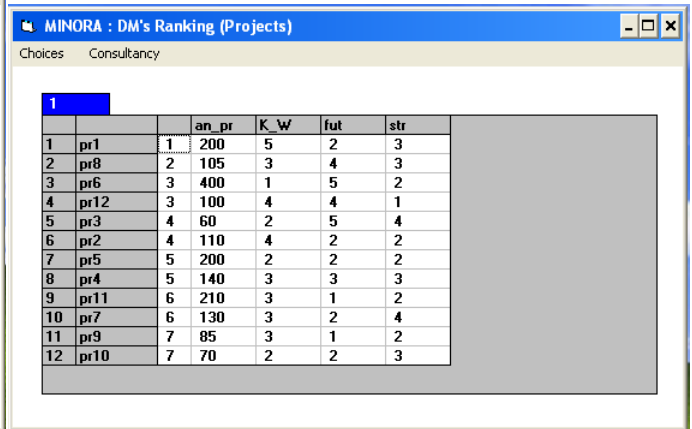 MINORA : DM's Ranking (Projects)
Choices Consultancy
1
an_pr K_W fut str
1 pr1 1 200 5 2 3
2 pr8 2 105 3 4 3
3 pr6 3 400 1 5 2
4 pr12 3 100 4 4 1
5 pr3 4 60 2 5 4
6 pr2 4 110 4 2 2
7 pr5 5 200 2 2 2
8 pr4 5 140 3 3 3
9 pr11 6 210 3 1 2
10 pr7 6 130 3 2 4
11 pr9 7 85 3 1 2
12 pr10 7 70 2 2 3